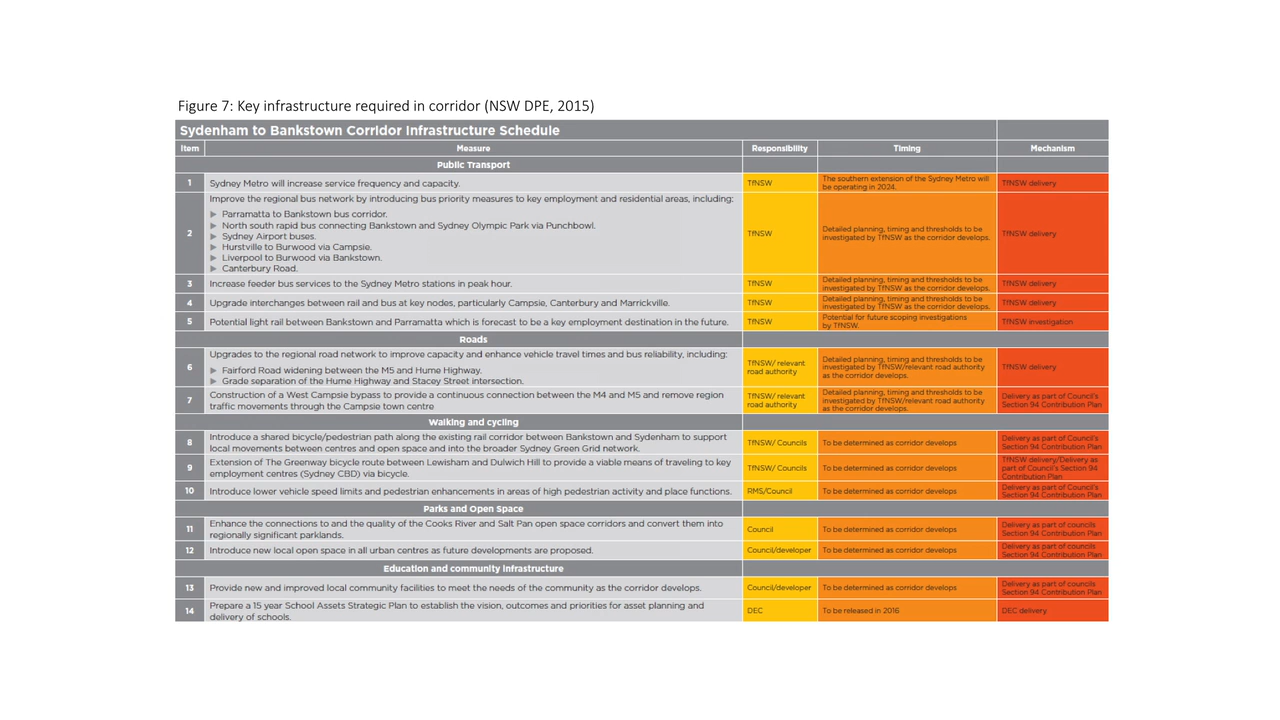 Figure 7: Key infrastructure required in corridor (NSW DPE, 2015)
Sydenham to Bankstown Corridor Infrastructure Schedule
Item Measure Responsibility Timing Mechanism
Public Transport
1 Sydney Metro will increase service frequency and capacity. TfNSW The southern extension of the Sydney Metro will be operating in 2024. TfNSW delivery
2 Improve the regional bus network by introducing bus priority measures to key employment and residential areas, including:
▶ Parramatta to Bankstown bus corridor.
▶ North south rapid bus connecting Bankstown and Sydney Olympic Park via Punchbowl.
▶ Sydney Airport buses.
▶ Hurstville to Burwood via Campsie.
▶ Liverpool to Burwood via Bankstown.
▶ Canterbury Road.
TfNSW Detailed planning, timing and thresholds to be investigated by TfNSW as the corridor develops. TfNSW delivery
3 Increase feeder bus services to the Sydney Metro stations in peak hour. TfNSW Detailed planning, timing and thresholds to be investigated by TfNSW as the corridor develops. TfNSW delivery
4 Upgrade interchanges between rail and bus at key nodes, particularly Campsie, Canterbury and Marrickville. TfNSW Detailed planning, timing and thresholds to be investigated by TfNSW as the corridor develops. TfNSW delivery
5 Potential light rail between Bankstown and Parramatta which is forecast to be a key employment destination in the future. TfNSW Potential for future scoping investigations by TfNSW. TfNSW investigation
Roads
6 Upgrades to the regional road network to improve capacity and enhance vehicle travel times and bus reliability, including:
▶ Fairford Road widening between the M5 and Hume Highway.
▶ Grade separation of the Hume Highway and Stacey Street intersection.
TfNSW/ relevant road authority Detailed planning, timing and thresholds to be investigated by TfNSW/relevant road authority as the corridor develops. TfNSW delivery
7 Construction of a West Campsie bypass to provide a continuous connection between the M4 and M5 and remove region traffic movements through the Campsie town centre TfNSW/ relevant road authority Detailed planning, timing and thresholds to be investigated by TfNSW/relevant road authority as the corridor develops. Delivery as part of Council's Section 94 Contribution Plan
Walking and cycling
8 Introduce a shared bicycle/pedestrian path along the existing rail corridor between Bankstown and Sydenham to support local movements between centres and open space and into the broader Sydney Green Grid network. TfNSW/ Councils To be determined as corridor develops Delivery as part of Council's Section 94 Contribution Plan
9 Extension of The Greenway bicycle route between Lewisham and Dulwich Hill to provide a viable means of traveling to key employment centres (Sydney CBD) via bicycle. TfNSW/ Councils To be determined as corridor develops TfNSW delivery/Delivery as part of Council's Section 94 Contribution Plan
10 Introduce lower vehicle speed limits and pedestrian enhancements in areas of high pedestrian activity and place functions. RMS/Council To be determined as corridor develops Delivery as part of Council's Section 94 Contribution Plan
Parks and Open Space
11 Enhance the connections to and the quality of the Cooks River and Salt Pan open space corridors and convert them into regionally significant parklands. Council To be determined as corridor develops Delivery as part of councils Section 94 Contribution Plan
12 Introduce new local open space in all urban centres as future developments are proposed. Council/developer To be determined as corridor develops Delivery as part of councils Section 94 Contribution Plan
Education and community infrastructure
13 Provide new and improved local community facilities to meet the needs of the community as the corridor develops. Council/developer To be determined as corridor develops Delivery as part of councils Section 94 Contribution Plan
14 Prepare a 15 year School Assets Strategic Plan to establish the vision, outcomes and priorities for asset planning and delivery of schools. DEC To be released in 2016 DEC delivery